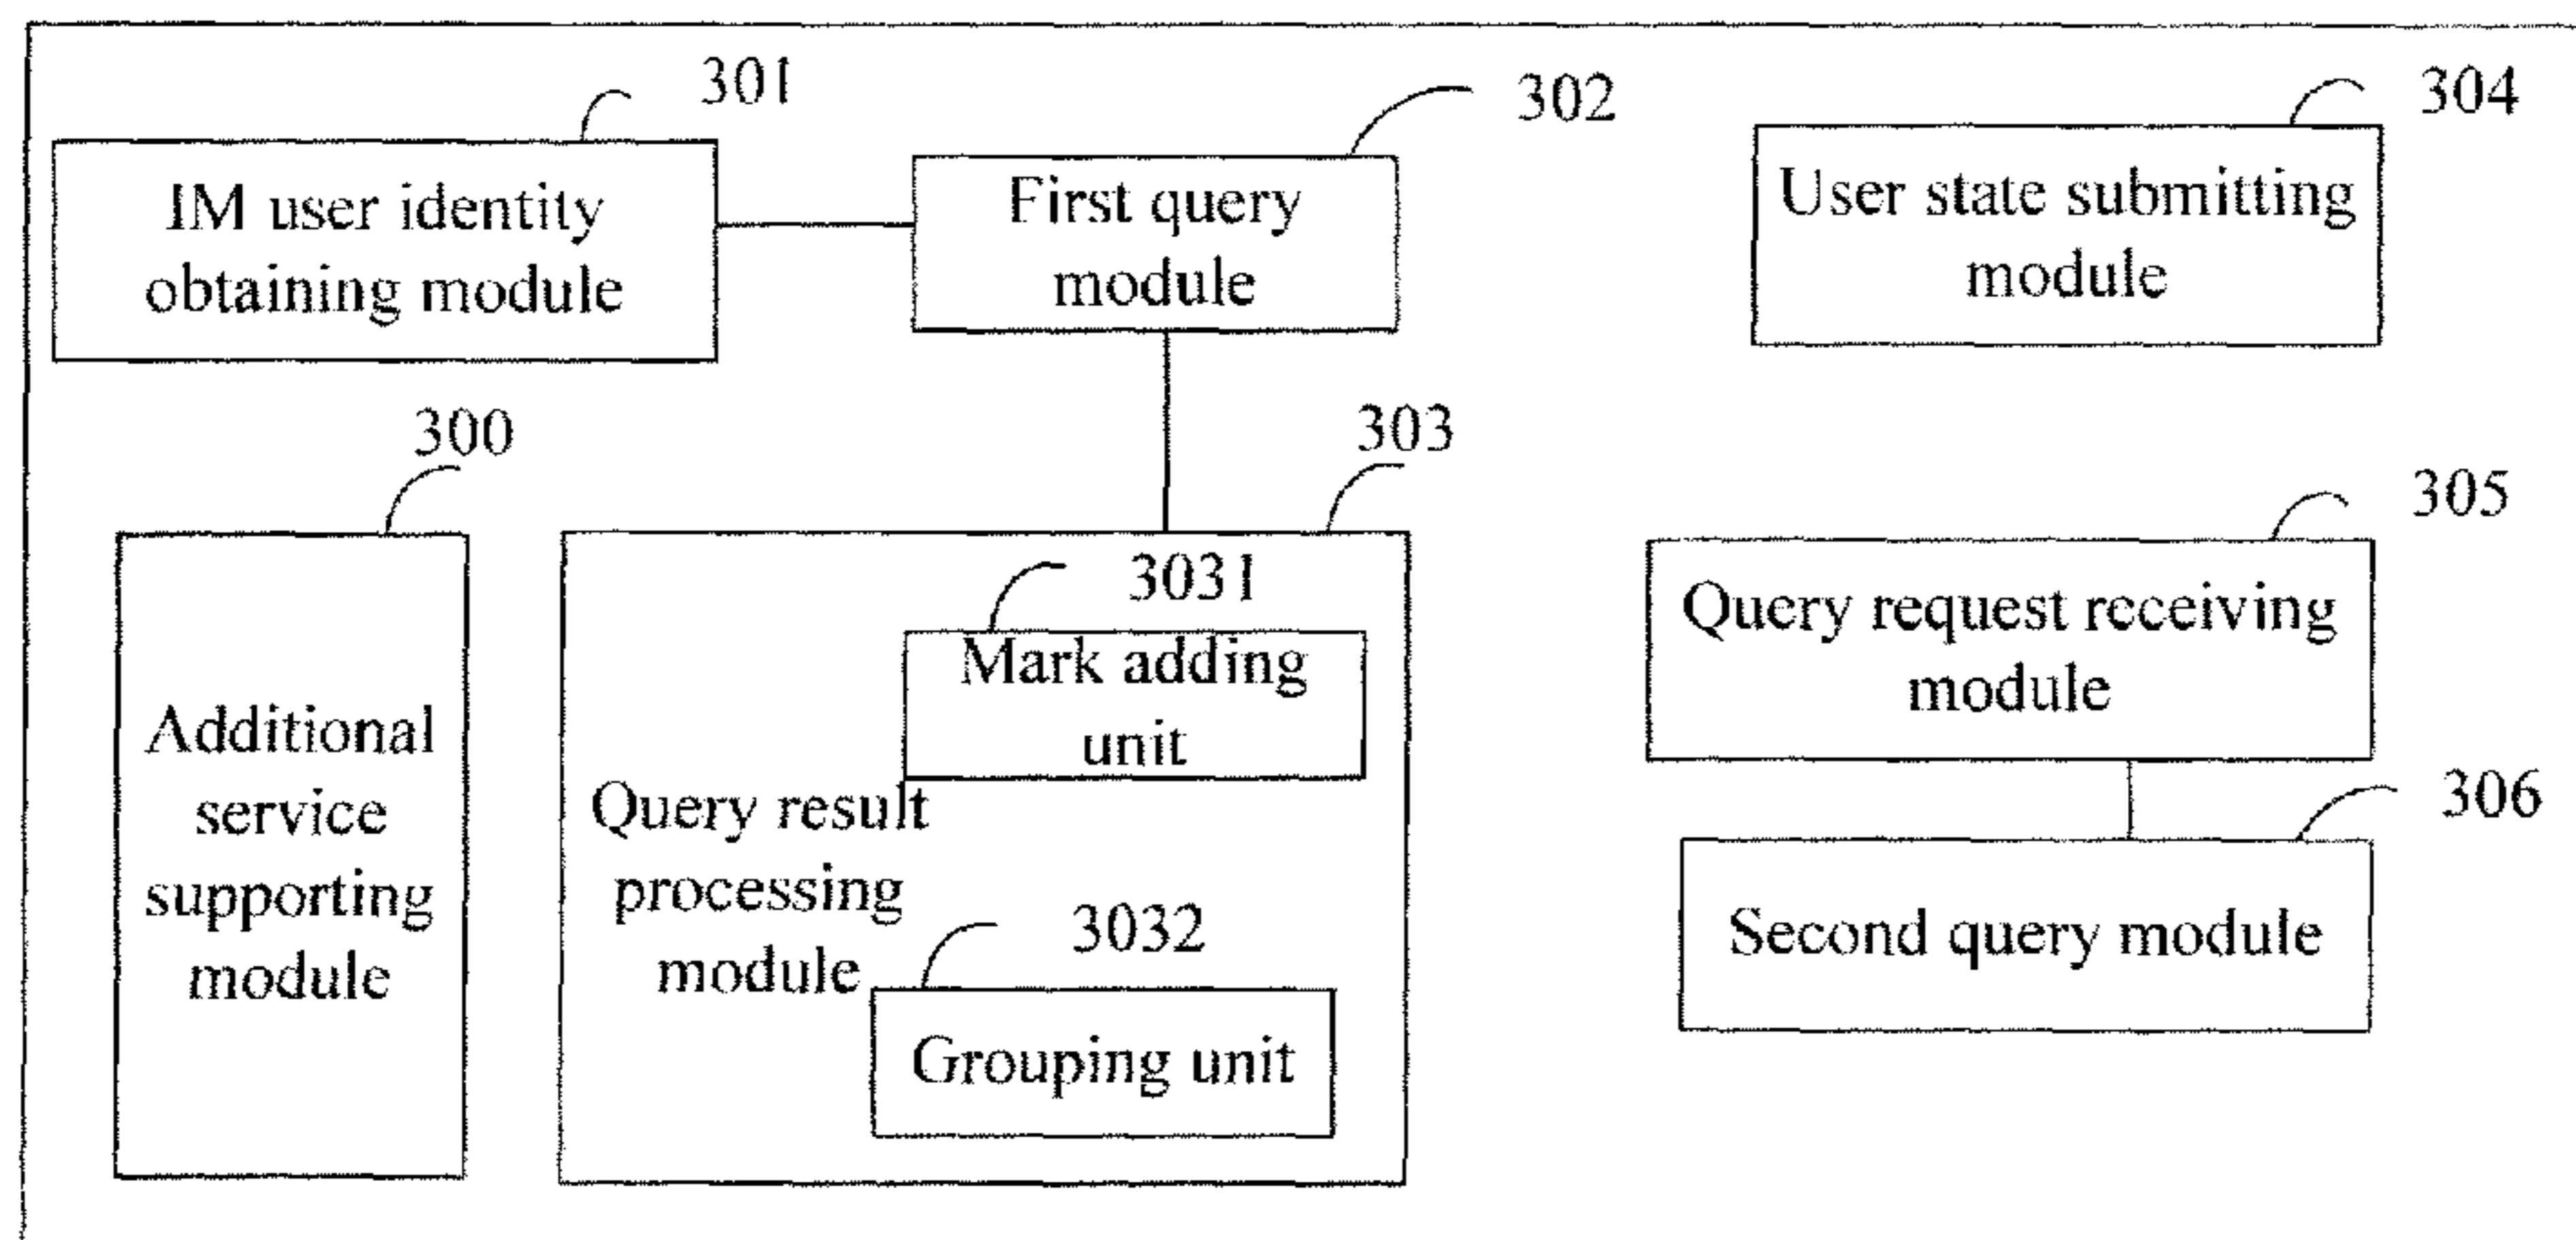 301
302
304
IM user identity
obtaining module
First query
module
User state submitting
module
300
303
305
Additional
service
supporting
module
3031
Mark adding
unit
Query result
processing
module
3032
Grouping unit
Query request receiving
module
306
Second query module